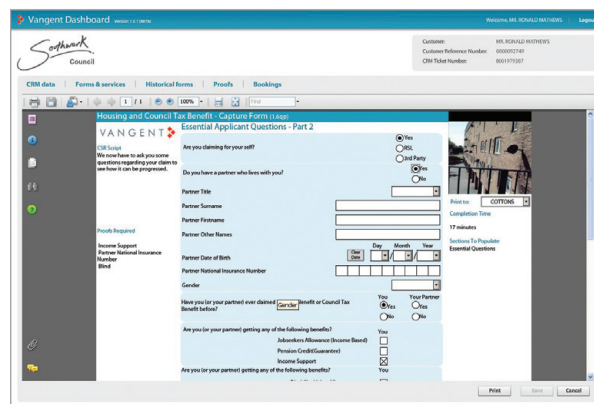 Vangent Dashboard
Welcome, MR. RONALD MATHEWS
Logou
Southwark
Council
Customer: MR. RONALD MATHEWS
Customer Reference Number:
CRM Ticket Number:
CRM data | Forms & services | Historical forms | Proofs | Bookings
1 / 1
100%
Find
Housing and Council Tax Benefit - Capture Form
VANGENT
Essential Applicant Questions - Part 2
CSR Script
We now have to ask you some
questions regarding your claim to
see how it can be progressed.
Are you claiming for your self?
Yes
RSL
3rd Party
Do you have a partner who lives with you?
Yes
No
Partner Title
Partner Surname
Partner Firstname
Partner Other Names
Print to: COTTONS
Completion Time
17 minutes
Sections To Populate
Essential Questions
Proofs Required
Income Support
Partner National Insurance
Number
Blind
Day Month Year
Partner Date of Birth
Clear
Date
Partner National Insurance Number
Gender
You Your Partner
Have you (or your partner) ever claimed Gender Benefit or Council Tax
Benefit before?
Yes Yes
No No
Are you (or your partner) getting any of the following benefits? You
Jobseekers Allowance (Income Based)
Pension Credit(Guarantee)
Income Support
Are you (or your partner) getting any of the following benefits? You
Print
Save
Cancel